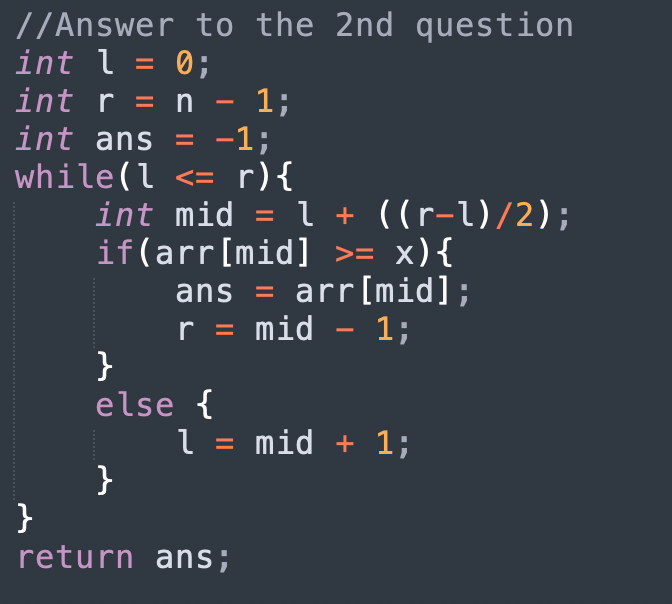 //Answer to the 2nd question
int l = 0;
int r = n - 1;
int ans = -1;
while(l <= r){
    int mid = l + ((r-l)/2);
    if(arr[mid] >= x){
        ans = arr[mid];
        r = mid - 1;
    }
    else {
        l = mid + 1;
    }
}
return ans;